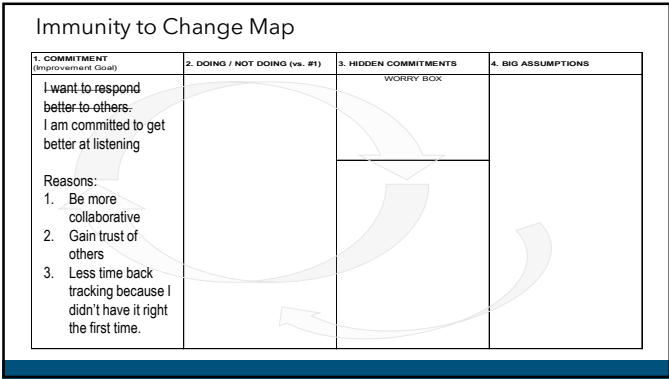 Immunity to Change Map
1. COMMITMENT
(Improvement Goal)
2. DOING / NOT DOING (vs. #1)
3. HIDDEN COMMITMENTS
4. BIG ASSUMPTIONS
WORRY BOX
I want to respond
better to others.
I am committed to get
better at listening
Reasons:
1. Be more
collaborative
2. Gain trust of
others
3. Less time back
tracking because I
didn't have it right
the first time.